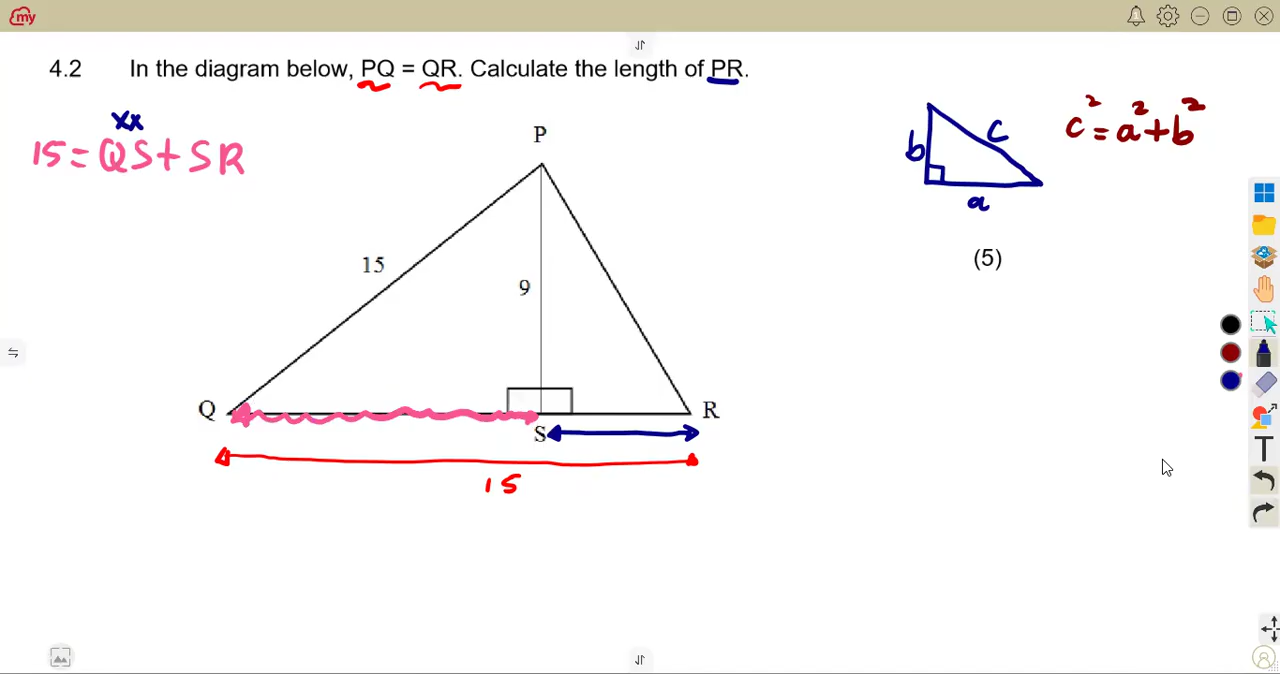 my
4.2 In the diagram below, PQ = QR. Calculate the length of PR.
xx
15 = QS + SR
c² = a² + b²
b
c
a
P
(5)
15
9
Q
R
S
15
T